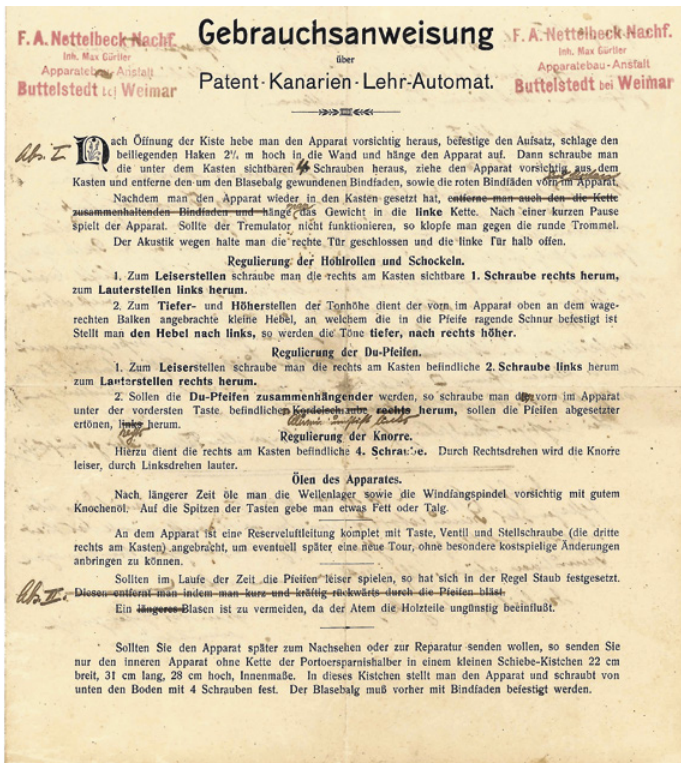 F. A. Nettelbeck Nachf.
Inh. Max Gürtler
Apparatebau-Anstalt
Buttelstedt bei Weimar
Gebrauchsanweisung
über
Patent-Kanarien-Lehr-Automat.
F. A. Nettelbeck Nachf.
Inh. Max Gürtler
Apparatebau-Anstalt
Buttelstedt bei Weimar
Abs. I.
Nach Öffnung der Kiste hebe man den Apparat vorsichtig heraus, befestige den Aufsatz, schlage den
beiliegenden Haken 2½ m hoch in die Wand und hänge den Apparat auf. Dann schraube man
die unter dem Kasten sichtbaren 4 Schrauben heraus, ziehe den Apparat vorsichtig aus dem
Kasten und entferne den um den Blasebalg gewundenen Bindfaden, sowie die roten Bindfäden vorn im Apparat.
Nachdem man den Apparat wieder in den Kasten gesetzt hat, entferne man auch den die Kette
zusammenhaltenden Bindfaden und hänge man das Gewicht in die linke Kette. Nach einer kurzen Pause
spielt der Apparat. Sollte der Tremulator nicht funktionieren, so klopfe man gegen die runde Trommel.
Der Akustik wegen halte man die rechte Tür geschlossen und die linke Tür halb offen.
Regulierung der Hohlrollen und Schockeln.
1. Zum Leiserstellen schraube man die rechts am Kasten sichtbare 1. Schraube rechts herum,
zum Lauterstellen links herum.
2. Zum Tiefer- und Höherstellen der Tonhöhe dient der vorn im Apparat oben an dem wage-
rechten Balken angebrachte kleine Hebel, an welchem die in die Pfeife ragende Schnur befestigt ist
Stellt man den Hebel nach links, so werden die Töne tiefer, nach rechts höher.
Regulierung der Du-Pfeifen.
1. Zum Leiserstellen schraube man die rechts am Kasten befindliche 2. Schraube links herum
zum Lauterstellen rechts herum.
2. Sollen die Du-Pfeifen zusammenhängender werden, so schraube man die vorn im Apparat
unter der vordersten Taste befindliche Kordelschraube rechts herum, sollen die Pfeifen abgesetzter
ertönen, links herum.
rechts
Regulierung der Knorre.
Hierzu dient die rechts am Kasten befindliche 4. Schraube. Durch Rechtsdrehen wird die Knorre
leiser, durch Linksdrehen lauter.
Ölen des Apparates.
Nach längerer Zeit öle man die Wellenlager sowie die Windfangspindel vorsichtig mit gutem
Knochenöl. Auf die Spitzen der Tasten gebe man etwas Fett oder Talg.
An dem Apparat ist eine Reserveluftleitung komplet mit Taste, Ventil und Stellschraube (die dritte
rechts am Kasten) angebracht, um eventuell später eine neue Tour, ohne besondere kostspielige Änderungen
anbringen zu können.
Sollten im Laufe der Zeit die Pfeifen leiser spielen, so hat sich in der Regel Staub festgesetzt.
Abs. II.
Diesen entfernt man indem man kurz und kräftig rückwärts durch die Pfeifen bläst.
Ein längeres Blasen ist zu vermeiden, da der Atem die Holzteile ungünstig beeinflußt.
Sollten Sie den Apparat später zum Nachsehen oder zur Reparatur senden wollen, so senden Sie
nur den inneren Apparat ohne Kette der Portoersparnishalber in einem kleinen Schiebe-Kistchen 22 cm
breit, 31 cm lang, 28 cm hoch, Innenmaße. In dieses Kistchen stellt man den Apparat und schraubt von
unten den Boden mit 4 Schrauben fest. Der Blasebalg muß vorher mit Bindfaden befestigt werden.